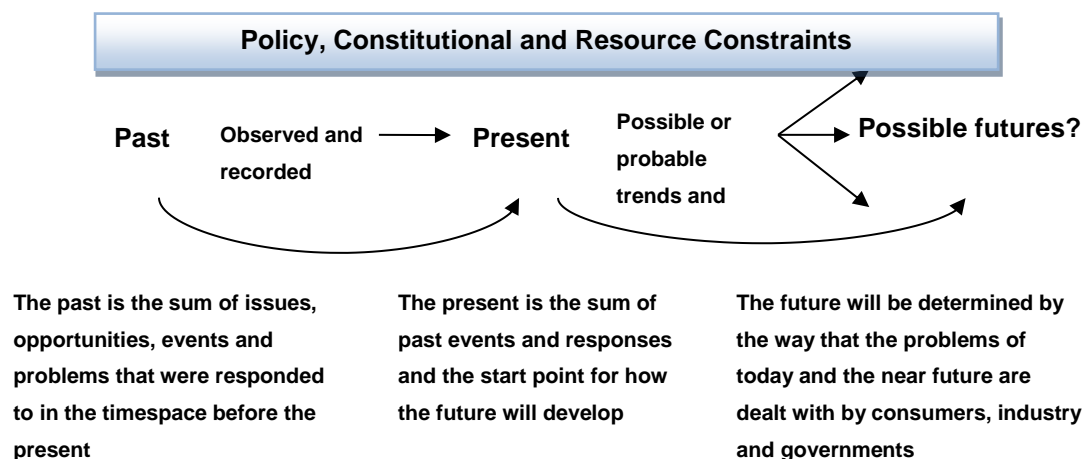 Policy, Constitutional and Resource Constraints
Past
Observed and
recorded
Present
Possible or
probable
trends and
Possible futures?
The past is the sum of issues,
opportunities, events and
problems that were responded
to in the timespace before the
present
The present is the sum of
past events and responses
and the start point for how
the future will develop
The future will be determined by
the way that the problems of
today and the near future are
dealt with by consumers, industry
and governments